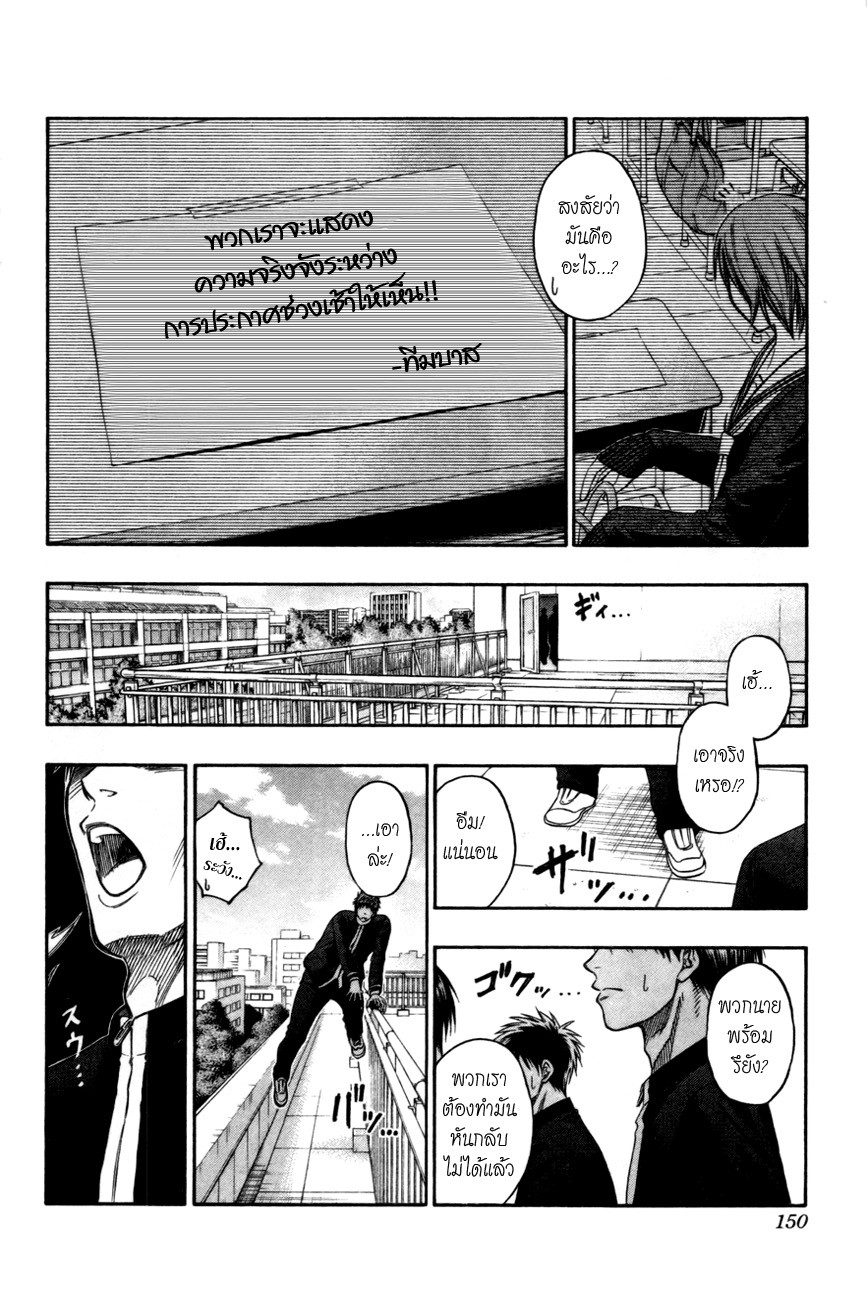 สงสัยว่า
มันคือ
อะไร...?
พวกเราจะแสดง
ความจริงจังระหว่าง
การประกาศช่วงเช้าให้เห็น!!
-ทีมบาส
ギィ...
เฮ้...
เอาจริง
เหรอ!?
อึม!
แน่นอน
ザッ...
...เอา
ล่ะ!
เฮ้...
ระวัง...
พวกนาย
พร้อม
รึยัง?
ゴクッ...
พวกเรา
ต้องทำมัน
หันกลับ
ไม่ได้แล้ว
バッ...
スウ...
150